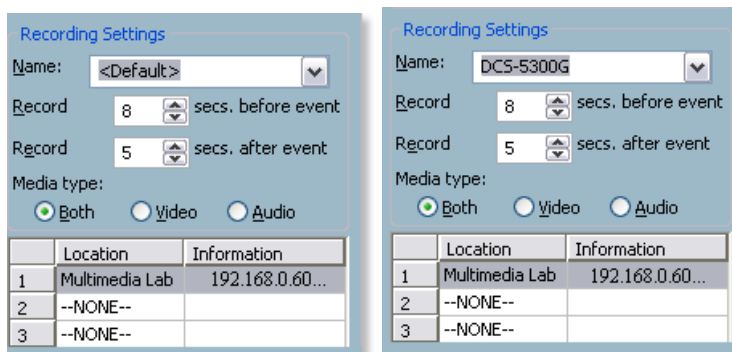 Recording Settings
Name: <Default>
Record 8 secs. before event
Record 5 secs. after event
Media type:
Both Video Audio
Location Information
1 Multimedia Lab 192.168.0.60...
2 --NONE--
3 --NONE--
Recording Settings
Name: DCS-5300G
Record 8 secs. before event
Record 5 secs. after event
Media type:
Both Video Audio
Location Information
1 Multimedia Lab 192.168.0.60...
2 --NONE--
3 --NONE--